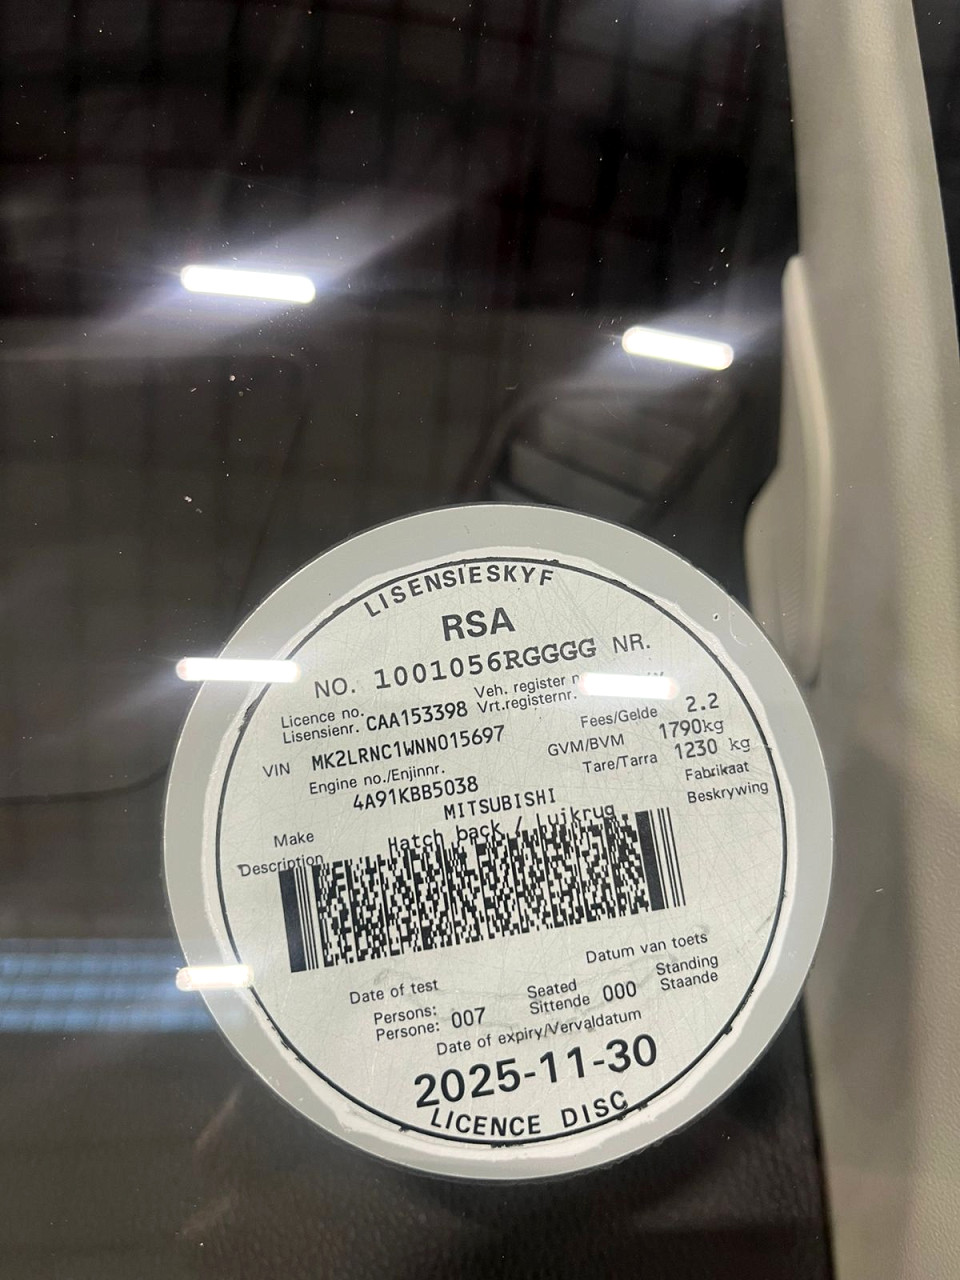 LISENSIESKYF
RSA
NO. 1001056RGGGG NR.
Licence no. Veh. register
Lisensienr. CAA153398 Vrt.registernr.
VIN MK2LRNC1WNN015697 Fees/Gelde 2.2
Engine no./Enjinnr. GVM/BVM 1790kg
4A91KBB5038 Tare/Tarra 1230 kg
Make MITSUBISHI Fabrikaat
Description Hatch back / Luikrug Beskrywing
Date of test Datum van toets
Persons: Seated Standing
Persone: 007 Sittende 000 Staande
Date of expiry/Vervaldatum
2025-11-30
LICENCE DISC